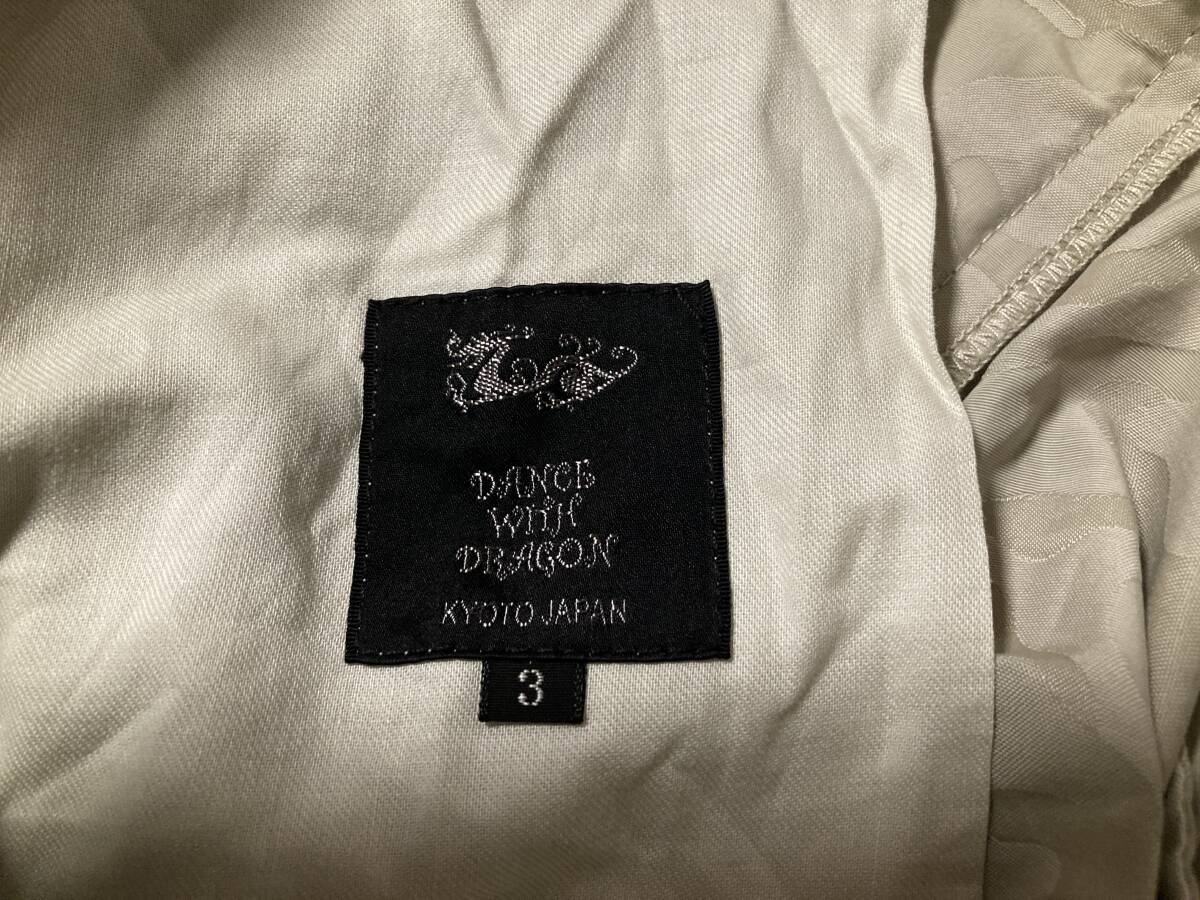 DANCE
WITH
DRAGON
KYOTO JAPAN
3